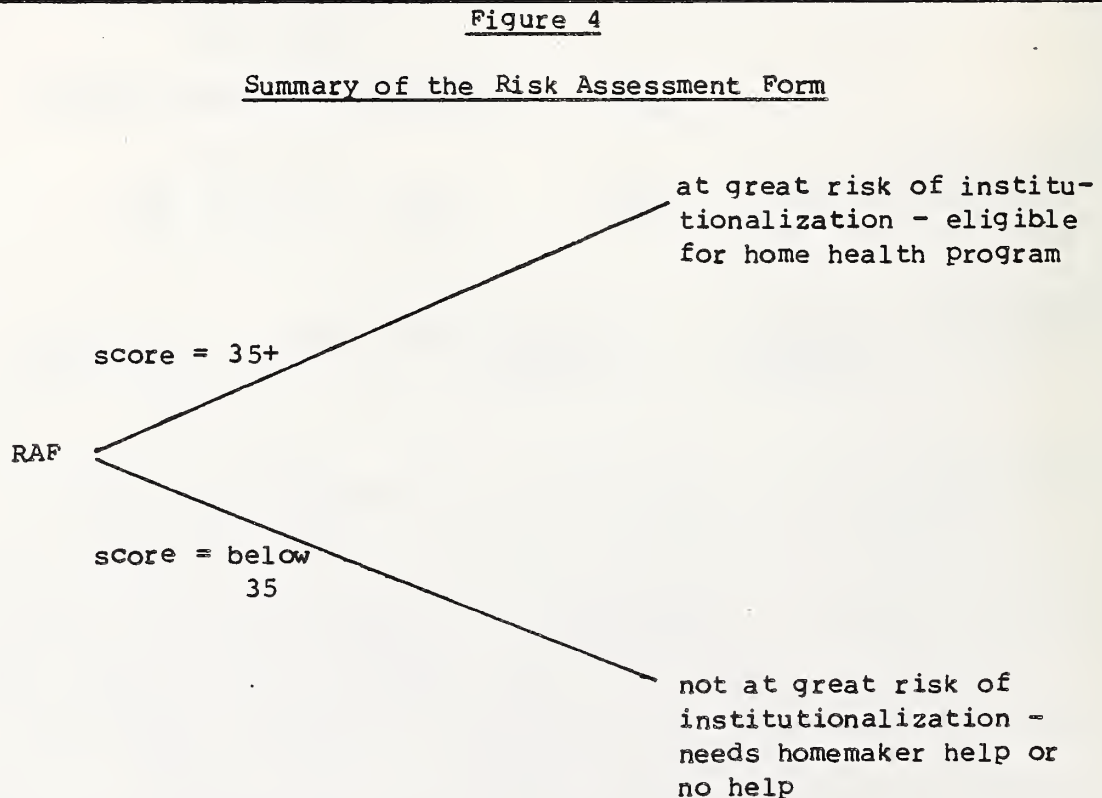 Figure 4
Summary of the Risk Assessment Form
at great risk of institu-
tionalization - eligible
for home health program
score = 35+
RAF
score = below
35
not at great risk of
institutionalization -
needs homemaker help or
no help